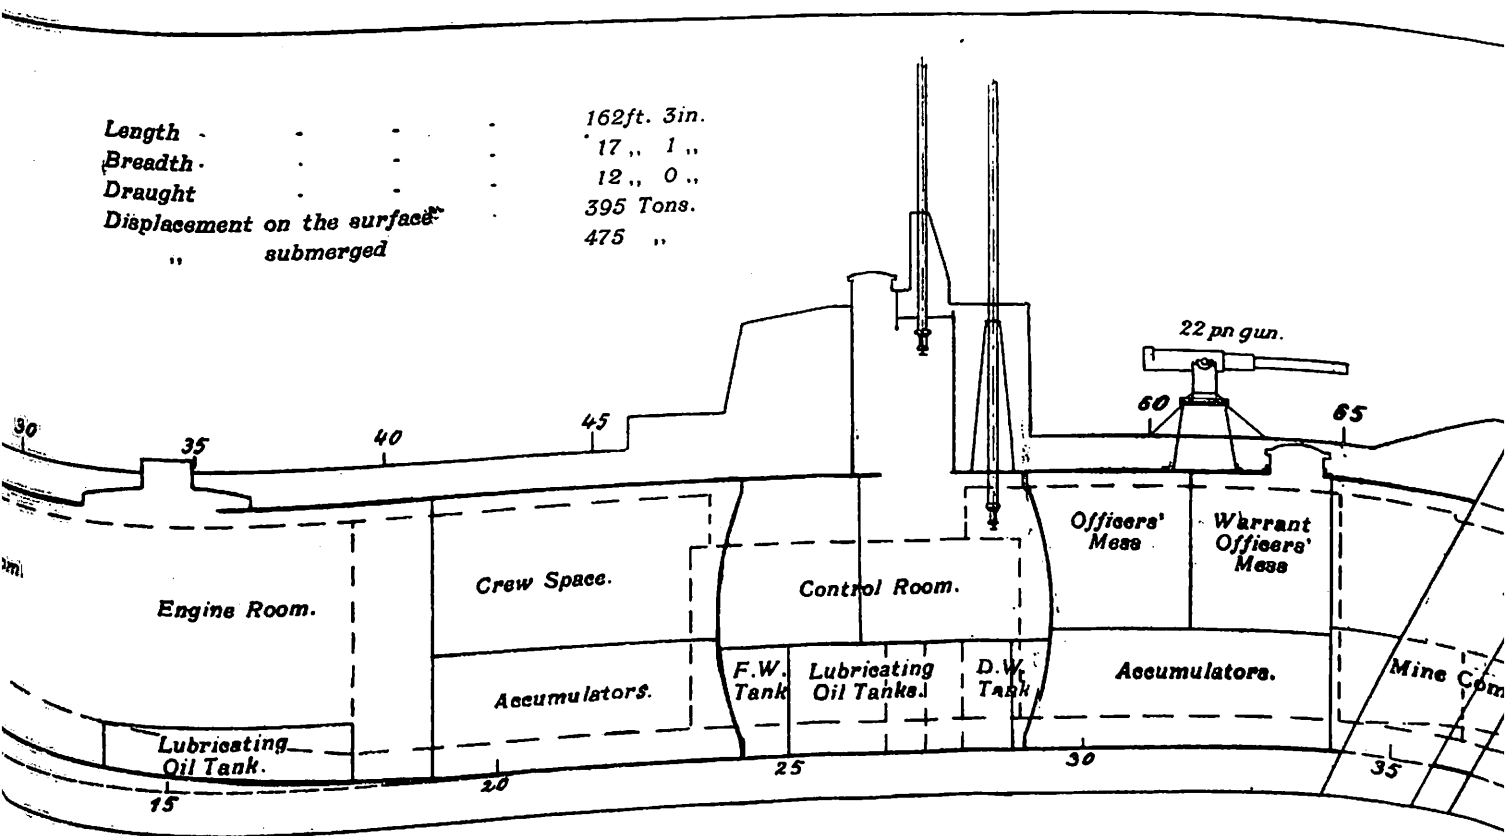 Length - - - - 162ft. 3in.
Breadth - - - - 17 ,, 1 ,,
Draught - - - 12 ,, 0 ,,
Displacement on the surface - 395 Tons.
,, submerged 475 ,,
22 pn gun.
30
35
40
45
60
65
Engine Room.
Crew Space.
Control Room.
Officers'
Mess
Warrant
Officers'
Mess
Accumulators.
F.W.
Tank
Lubricating
Oil Tanks.
D.W.
Tank
Accumulators.
Mine Com
Lubricating
Oil Tank.
15
20
25
30
35